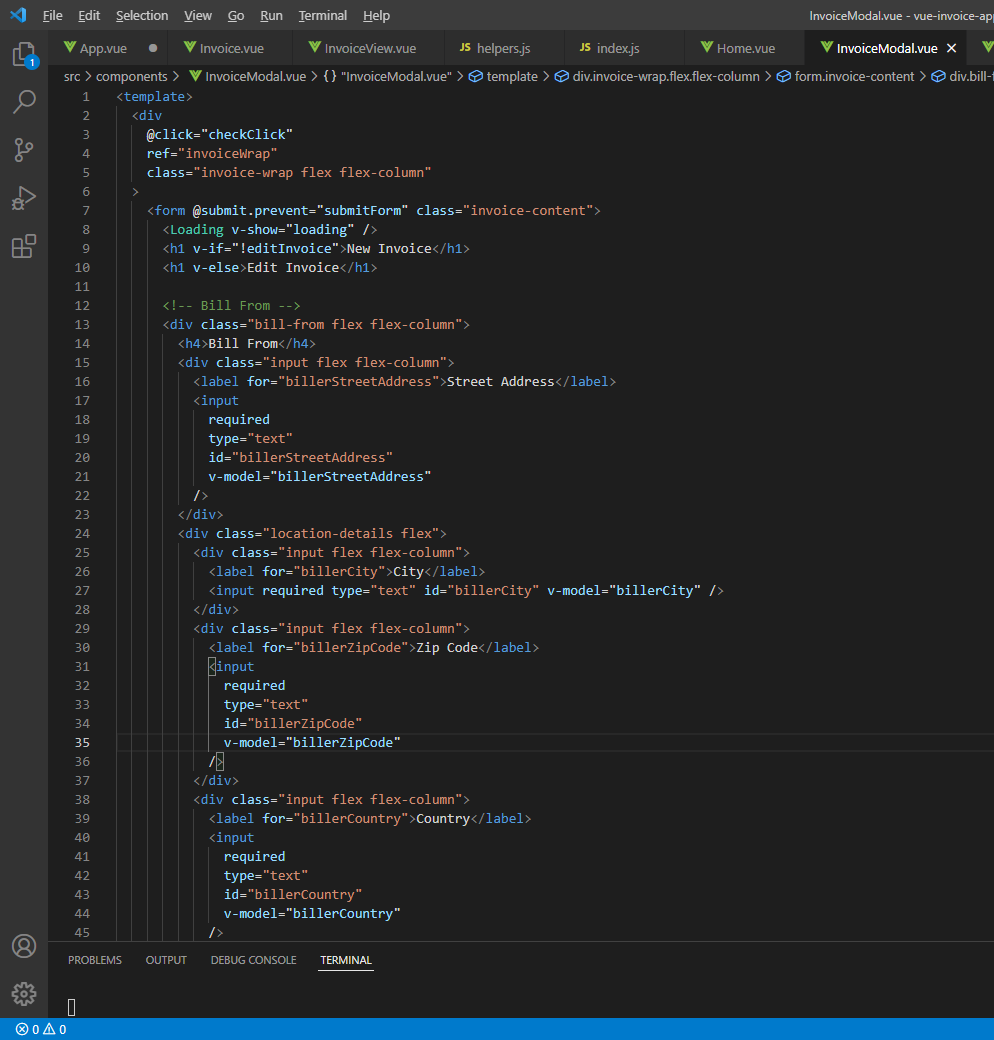 File Edit Selection View Go Run Terminal Help InvoiceModal.vue - vue-invoice-app
App.vue Invoice.vue InvoiceView.vue JS helpers.js JS index.js Home.vue InvoiceModal.vue
src > components > InvoiceModal.vue > {} "InvoiceModal.vue" > template > div.invoice-wrap.flex.flex-column > form.invoice-content > div.bill-
1
1 <template>
2 <div
3 @click="checkClick"
4 ref="invoiceWrap"
5 class="invoice-wrap flex flex-column"
6 >
7 <form @submit.prevent="submitForm" class="invoice-content">
8 <Loading v-show="loading" />
9 <h1 v-if="!editInvoice">New Invoice</h1>
10 <h1 v-else>Edit Invoice</h1>
11
12 <!-- Bill From -->
13 <div class="bill-from flex flex-column">
14 <h4>Bill From</h4>
15 <div class="input flex flex-column">
16 <label for="billerStreetAddress">Street Address</label>
17 <input
18 required
19 type="text"
20 id="billerStreetAddress"
21 v-model="billerStreetAddress"
22 />
23 </div>
24 <div class="location-details flex">
25 <div class="input flex flex-column">
26 <label for="billerCity">City</label>
27 <input required type="text" id="billerCity" v-model="billerCity" />
28 </div>
29 <div class="input flex flex-column">
30 <label for="billerZipCode">Zip Code</label>
31 <input
32 required
33 type="text"
34 id="billerZipCode"
35 v-model="billerZipCode"
36 />
37 </div>
38 <div class="input flex flex-column">
39 <label for="billerCountry">Country</label>
40 <input
41 required
42 type="text"
43 id="billerCountry"
44 v-model="billerCountry"
45 />
PROBLEMS OUTPUT DEBUG CONSOLE TERMINAL
0 0